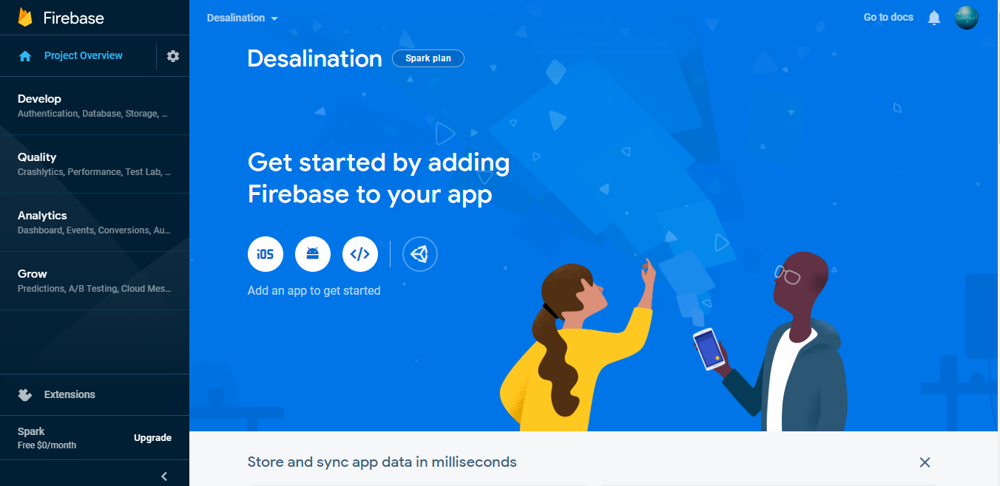 Firebase
Project Overview
Develop
Authentication, Database, Storage, ...
Quality
Crashlytics, Performance, Test Lab, ...
Analytics
Dashboard, Events, Conversions, Au...
Grow
Predictions, A/B Testing, Cloud Mes...
Extensions
Spark
Free $0/month
Upgrade
Desalination
Go to docs
Desalination
Spark plan
Get started by adding
Firebase to your app
iOS
</>
Add an app to get started
Store and sync app data in milliseconds